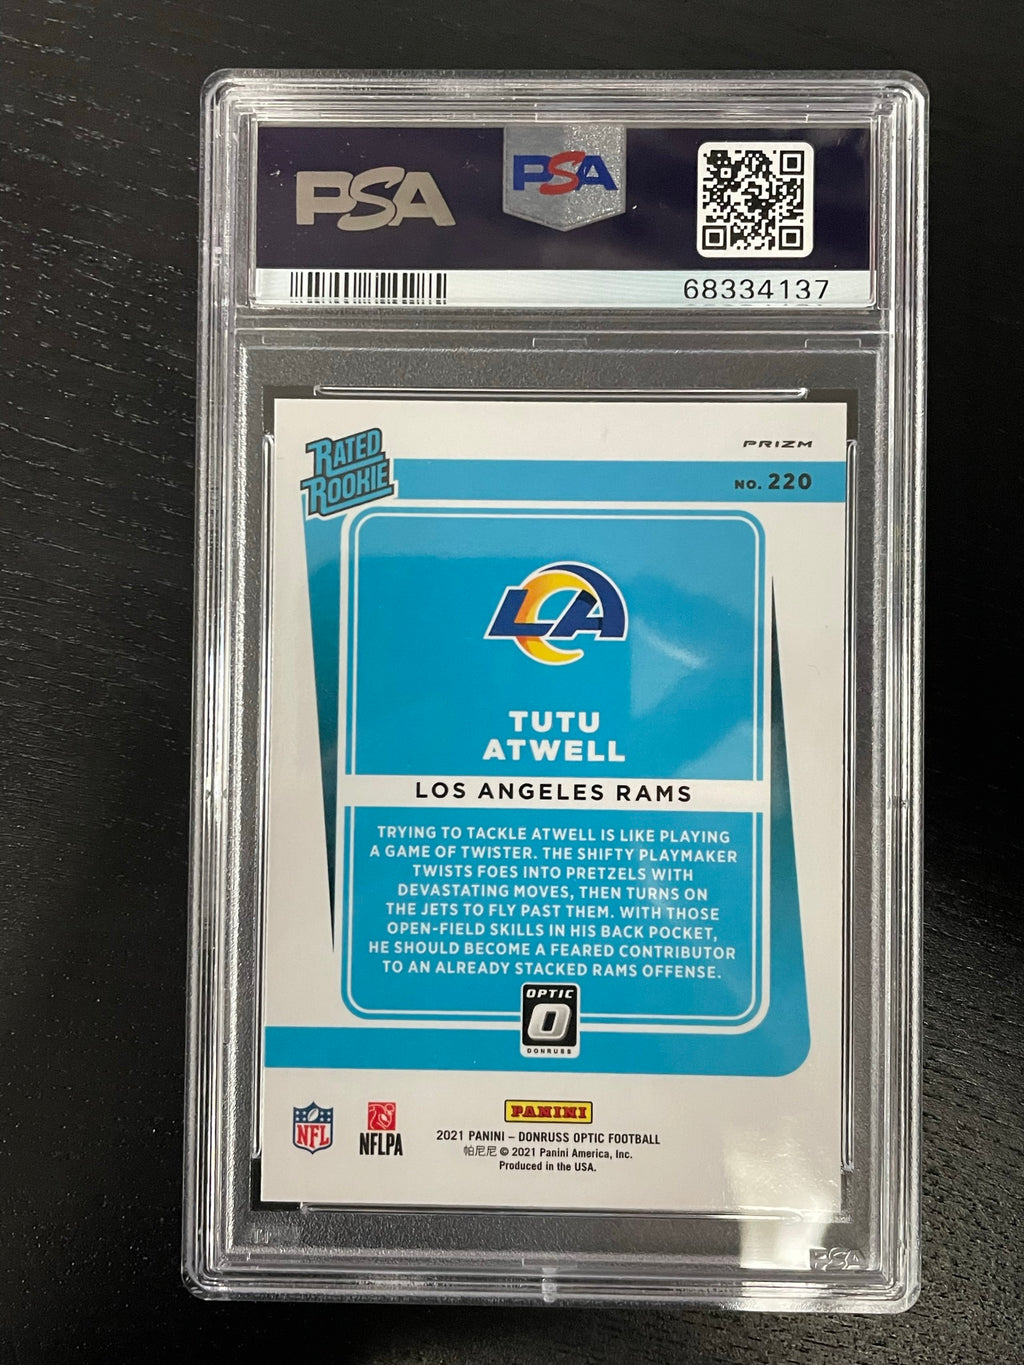 PSA
PSA
68334137
RATED
ROOKIE
PRIZM
NO. 220
LA
TUTU
ATWELL
LOS ANGELES RAMS
TRYING TO TACKLE ATWELL IS LIKE PLAYING
A GAME OF TWISTER. THE SHIFTY PLAYMAKER
TWISTS FOES INTO PRETZELS WITH
DEVASTATING MOVES, THEN TURNS ON
THE JETS TO FLY PAST THEM. WITH THOSE
OPEN-FIELD SKILLS IN HIS BACK POCKET,
HE SHOULD BECOME A FEARED CONTRIBUTOR
TO AN ALREADY STACKED RAMS OFFENSE.
OPTIC
O
DONRUSS
NFL
NFLPA
PANINI
2021 PANINI – DONRUSS OPTIC FOOTBALL
帕尼尼 © 2021 Panini America, Inc.
Produced in the USA.
PSA